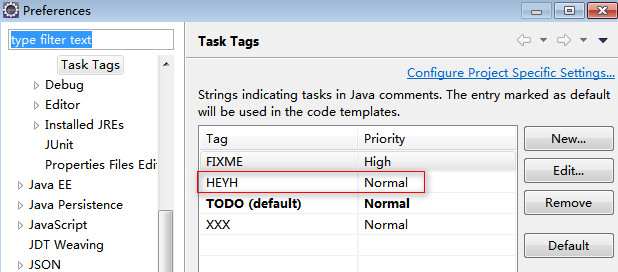 Preferences
type filter text
Task Tags
Debug
Editor
Installed JREs
JUnit
Properties Files Edi
Java EE
Java Persistence
JavaScript
JDT Weaving
JSON
Task Tags
Configure Project Specific Settings...
Strings indicating tasks in Java comments. The entry marked as default
will be used in the code templates.
Tag Priority
FIXME High
HEYH Normal
TODO (default) Normal
XXX Normal
New...
Edit...
Remove
Default